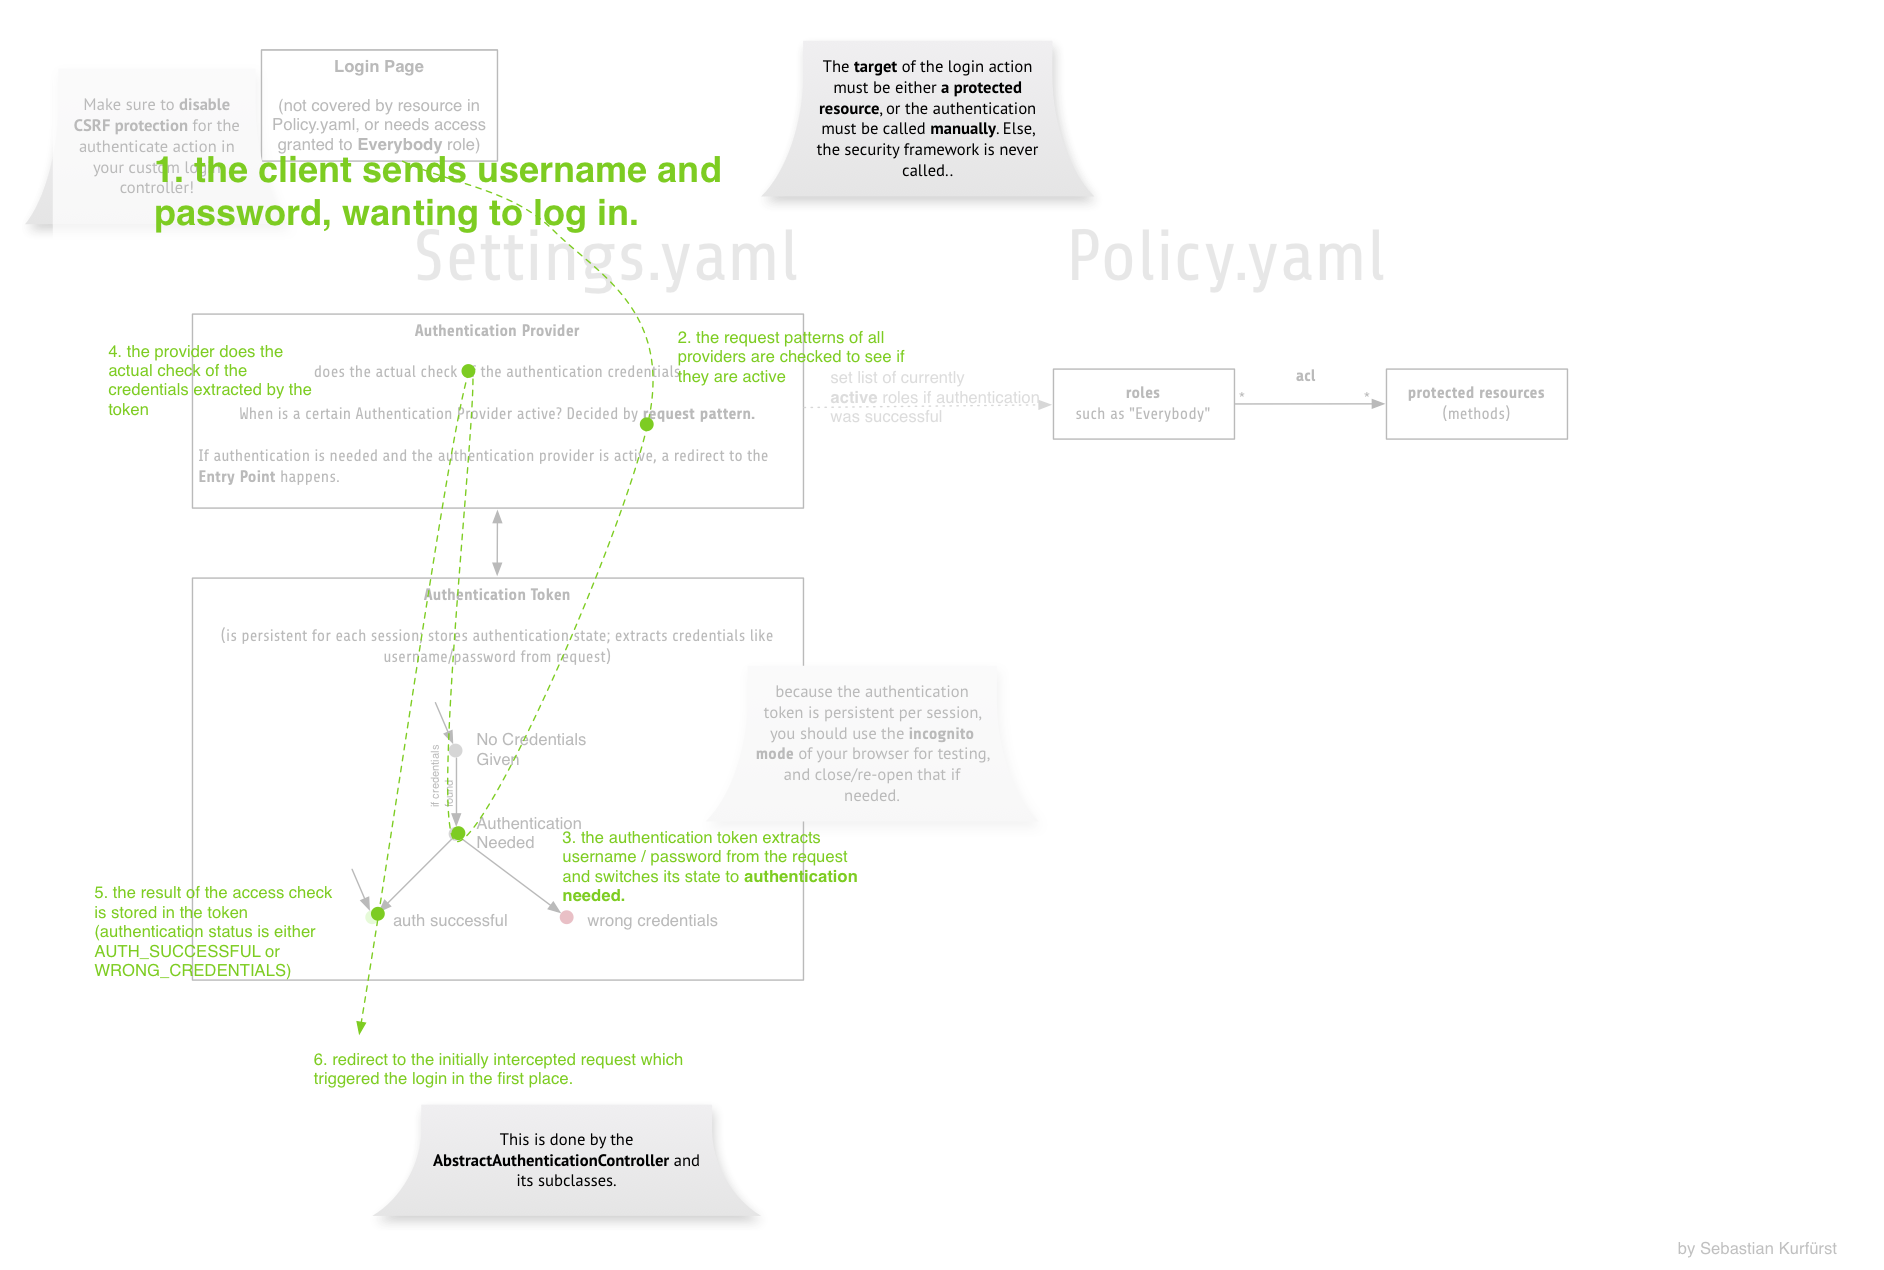 Login Page
(not covered by resource in
Policy.yaml, or needs access
granted to Everybody role)
Make sure to disable
CSRF protection for the
authenticate action in
your custom login
controller!
1. the client sends username and
password, wanting to log in.
The target of the login action
must be either a protected
resource, or the authentication
must be called manually. Else,
the security framework is never
called..
Settings.yaml
Policy.yaml
Authentication Provider
does the actual check of the authentication credentials.
When is a certain Authentication Provider active? Decided by request pattern.
If authentication is needed and the authentication provider is active, a redirect to the
Entry Point happens.
4. the provider does the
actual check of the
credentials extracted by the
token
2. the request patterns of all
providers are checked to see if
they are active
set list of currently
active roles if authentication
was successful
roles
such as "Everybody"
acl
*
*
protected resources
(methods)
Authentication Token
(is persistent for each session; stores authentication state; extracts credentials like
username/password from request)
because the authentication
token is persistent per session,
you should use the incognito
mode of your browser for testing,
and close/re-open that if
needed.
No Credentials
Given
if credentials
found
Authentication
Needed
3. the authentication token extracts
username / password from the request
and switches its state to authentication
needed.
5. the result of the access check
is stored in the token
(authentication status is either
AUTH_SUCCESSFUL or
WRONG_CREDENTIALS)
auth successful
wrong credentials
6. redirect to the initially intercepted request which
triggered the login in the first place.
This is done by the
AbstractAuthenticationController and
its subclasses.
by Sebastian Kurfürst